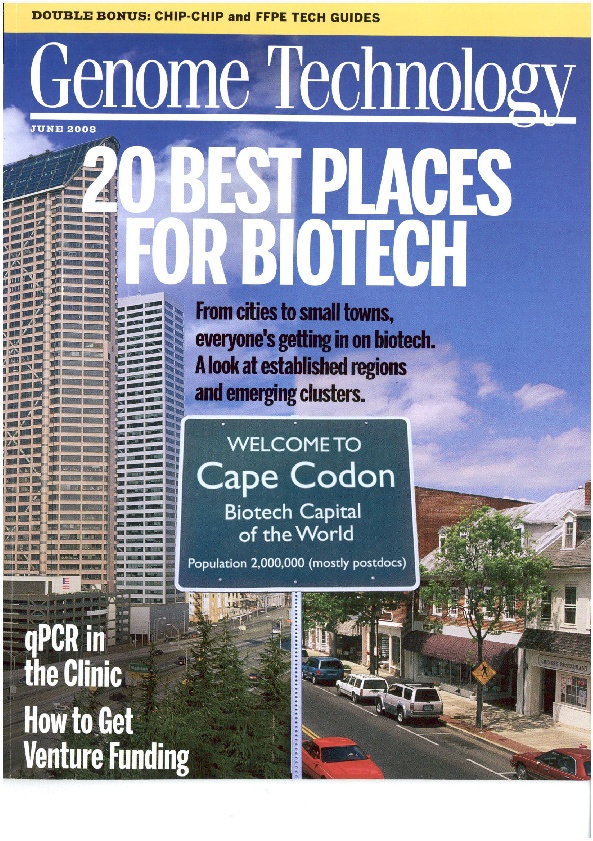 DOUBLE BONUS: CHIP-CHIP and FFPE TECH GUIDES
Genome Technology
JUNE 2008
20 BEST PLACES
FOR BIOTECH
From cities to small towns,
everyone's getting in on biotech.
A look at established regions
and emerging clusters.
WELCOME TO
Cape Codon
Biotech Capital
of the World
Population 2,000,000 (mostly postdocs)
qPCR in
the Clinic
How to Get
Venture Funding